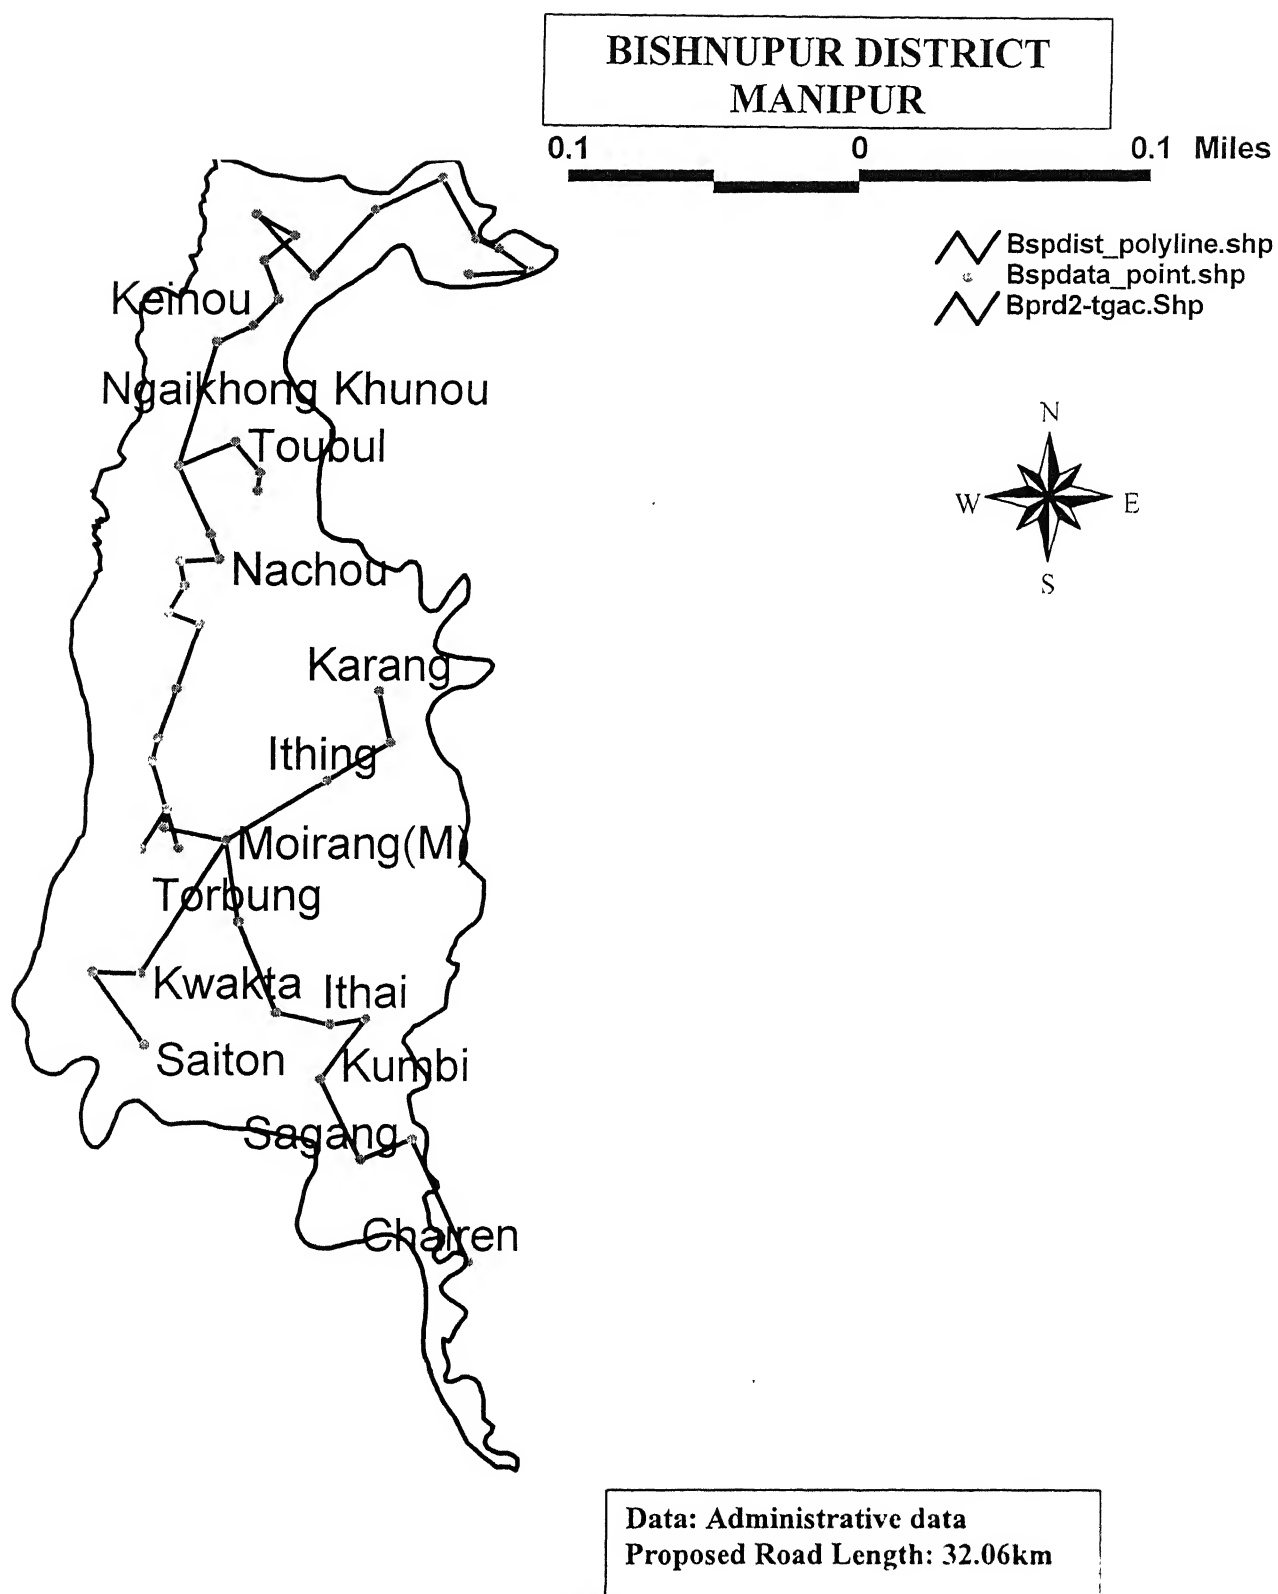 BISHNUPUR DISTRICT
MANIPUR
0.1 0 0.1 Miles
Bspdist_polyline.shp
Bspdata_point.shp
Bprd2-tgac.Shp
N
W E
S
Keinou
Ngaikhong Khunou
Toubul
Nachou
Karang
Ithing
Moirang(M)
Torbung
Kwakta
Ithai
Saiton
Kumbi
Sagang
Chairen
Data: Administrative data
Proposed Road Length: 32.06km